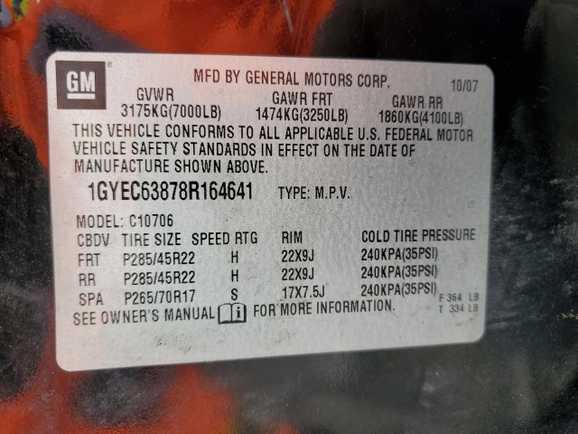 GM
MFD BY GENERAL MOTORS CORP. 10/07
GVWR GAWR FRT GAWR RR
3175KG(7000LB) 1474KG(3250LB) 1860KG(4100LB)
THIS VEHICLE CONFORMS TO ALL APPLICABLE U.S. FEDERAL MOTOR
VEHICLE SAFETY STANDARDS IN EFFECT ON THE DATE OF
MANUFACTURE SHOWN ABOVE.
1GYEC63878R164641 TYPE: M.P.V.
MODEL: C10706
CBDV TIRE SIZE SPEED RTG RIM COLD TIRE PRESSURE
FRT P285/45R22 H 22X9J 240KPA(35PSI)
RR P285/45R22 H 22X9J 240KPA(35PSI)
SPA P265/70R17 S 17X7.5J 240KPA(35PSI)
F 364 LB
SEE OWNER'S MANUAL FOR MORE INFORMATION. T 334 LB